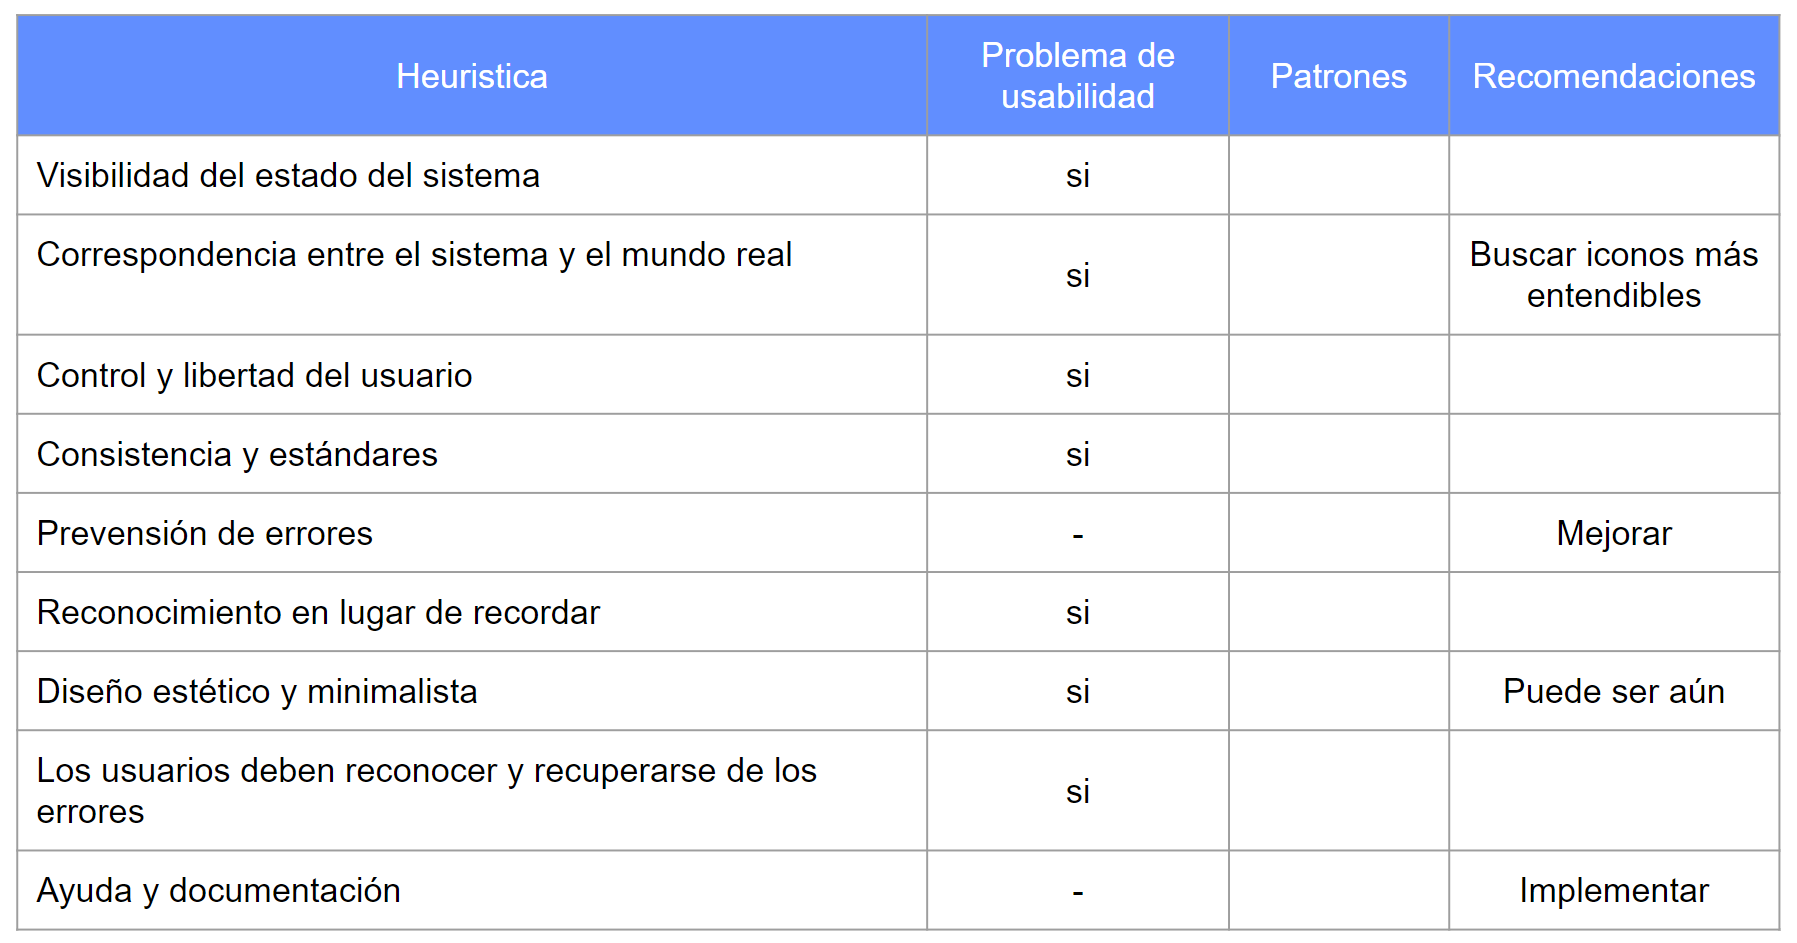 Heuristica
Problema de
usabilidad
Patrones
Recomendaciones
Visibilidad del estado del sistema
si
Correspondencia entre el sistema y el mundo real
si
Buscar iconos más
entendibles
Control y libertad del usuario
si
Consistencia y estándares
si
Prevensión de errores
-
Mejorar
Reconocimiento en lugar de recordar
si
Diseño estético y minimalista
si
Puede ser aún
Los usuarios deben reconocer y recuperarse de los
errores
si
Ayuda y documentación
-
Implementar